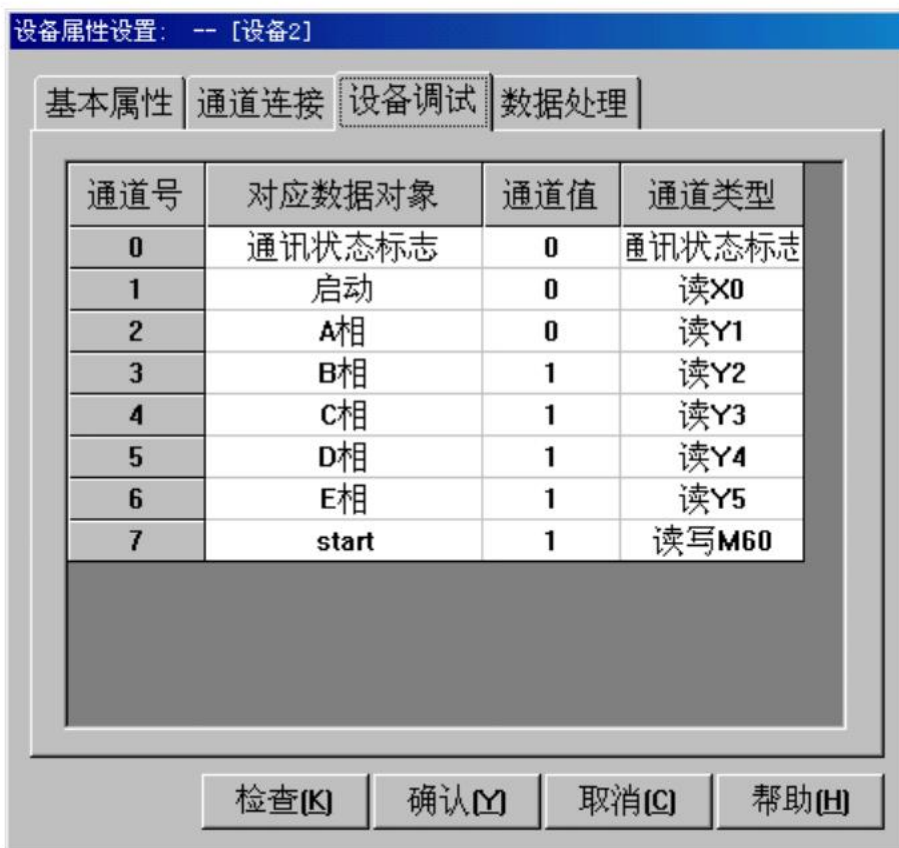 设备属性设置： -- [设备2]
基本属性 通道连接 设备调试 数据处理
通道号 对应数据对象 通道值 通道类型
0 通讯状态标志 0 通讯状态标志
1 启动 0 读X0
2 A相 0 读Y1
3 B相 1 读Y2
4 C相 1 读Y3
5 D相 1 读Y4
6 E相 1 读Y5
7 start 1 读写M60
检查[K] 确认[Y] 取消[C] 帮助[H]